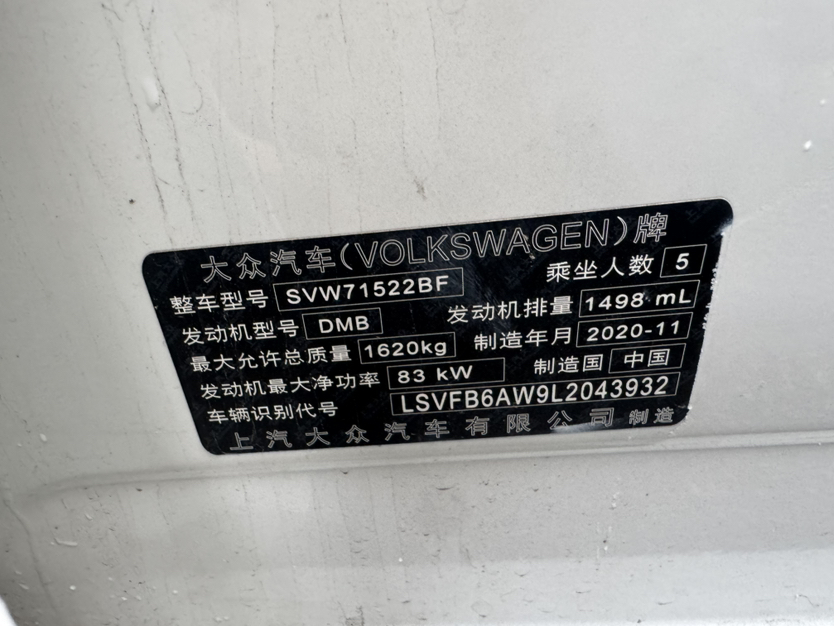 大众汽车(VOLKSWAGEN)牌
整车型号 SVW71522BF 乘坐人数 5
发动机型号 DMB 发动机排量 1498 mL
最大允许总质量 1620kg 制造年月 2020-11
发动机最大净功率 83 kW 制造国 中国
车辆识别代号 LSVFB6AW9L2043932
上汽大众汽车有限公司 制造